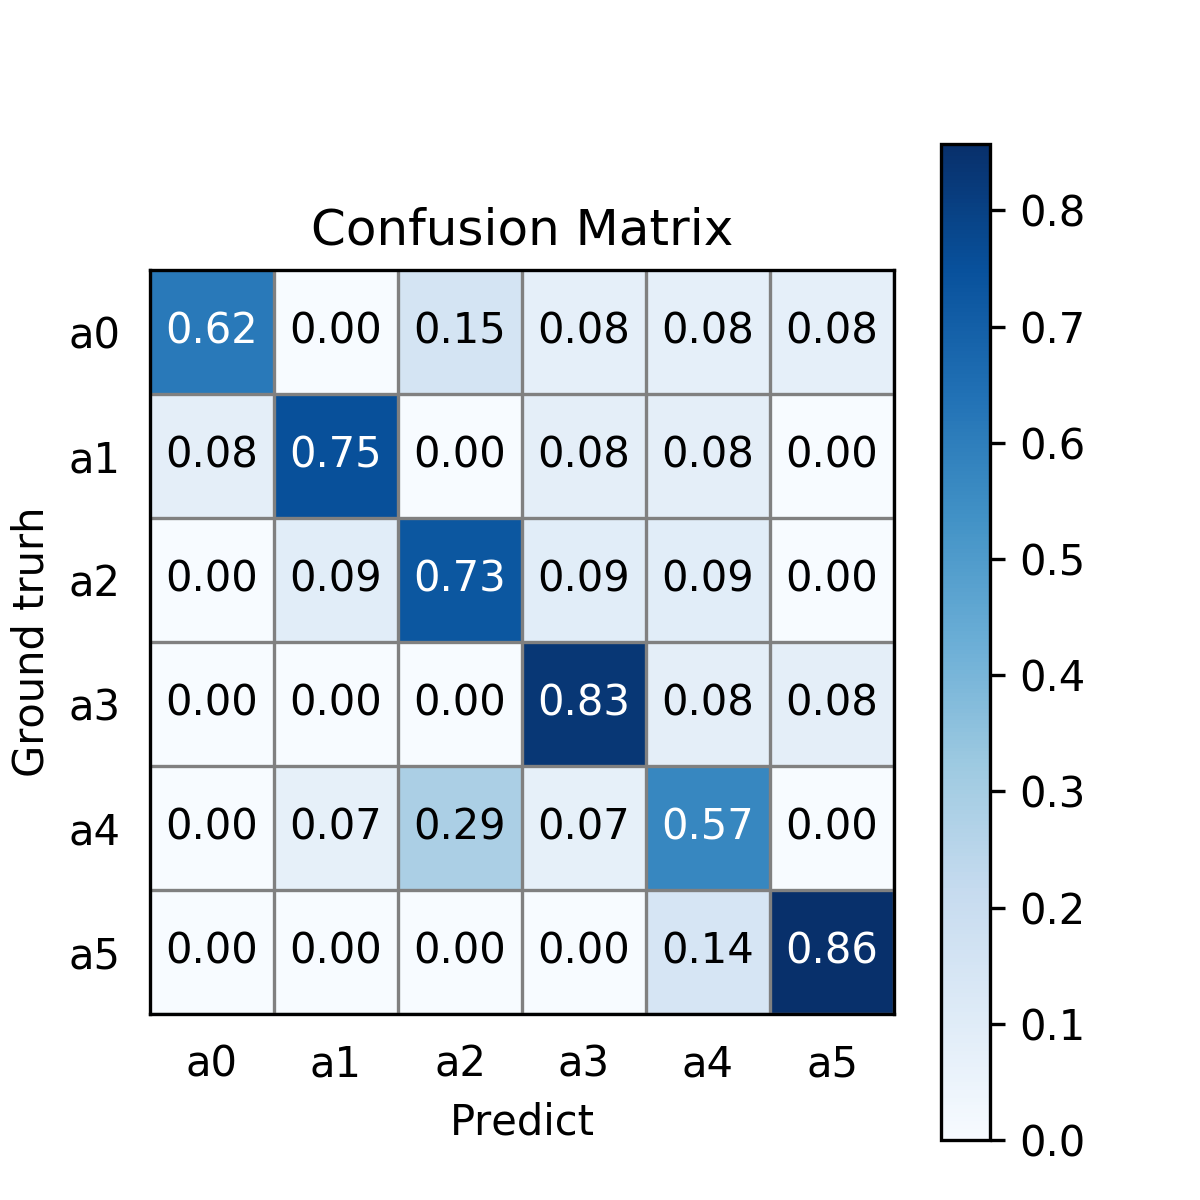 Confusion Matrix
a0 0.62 0.00 0.15 0.08 0.08 0.08
a1 0.08 0.75 0.00 0.08 0.08 0.00
a2 0.00 0.09 0.73 0.09 0.09 0.00
a3 0.00 0.00 0.00 0.83 0.08 0.08
a4 0.00 0.07 0.29 0.07 0.57 0.00
a5 0.00 0.00 0.00 0.00 0.14 0.86
a0 a1 a2 a3 a4 a5
Predict
Ground trurh
0.8
0.7
0.6
0.5
0.4
0.3
0.2
0.1
0.0